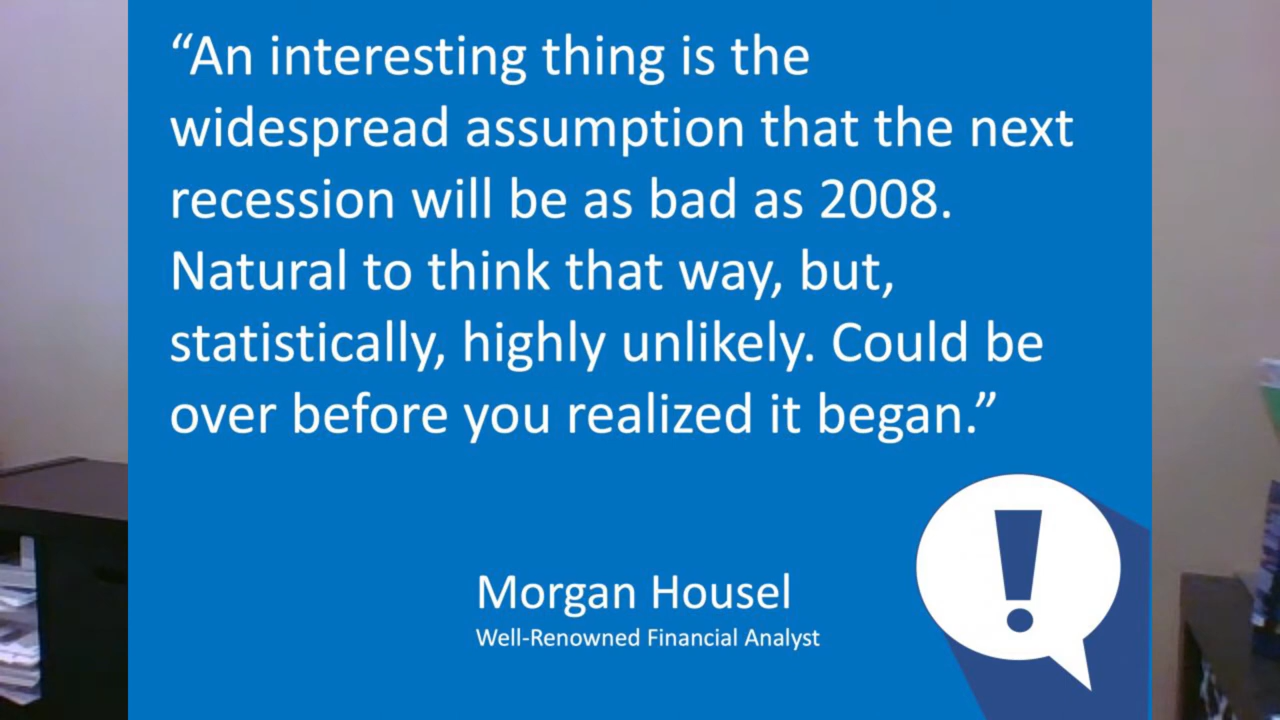 “An interesting thing is the
widespread assumption that the next
recession will be as bad as 2008.
Natural to think that way, but,
statistically, highly unlikely. Could be
over before you realized it began.”
Morgan Housel
Well-Renowned Financial Analyst